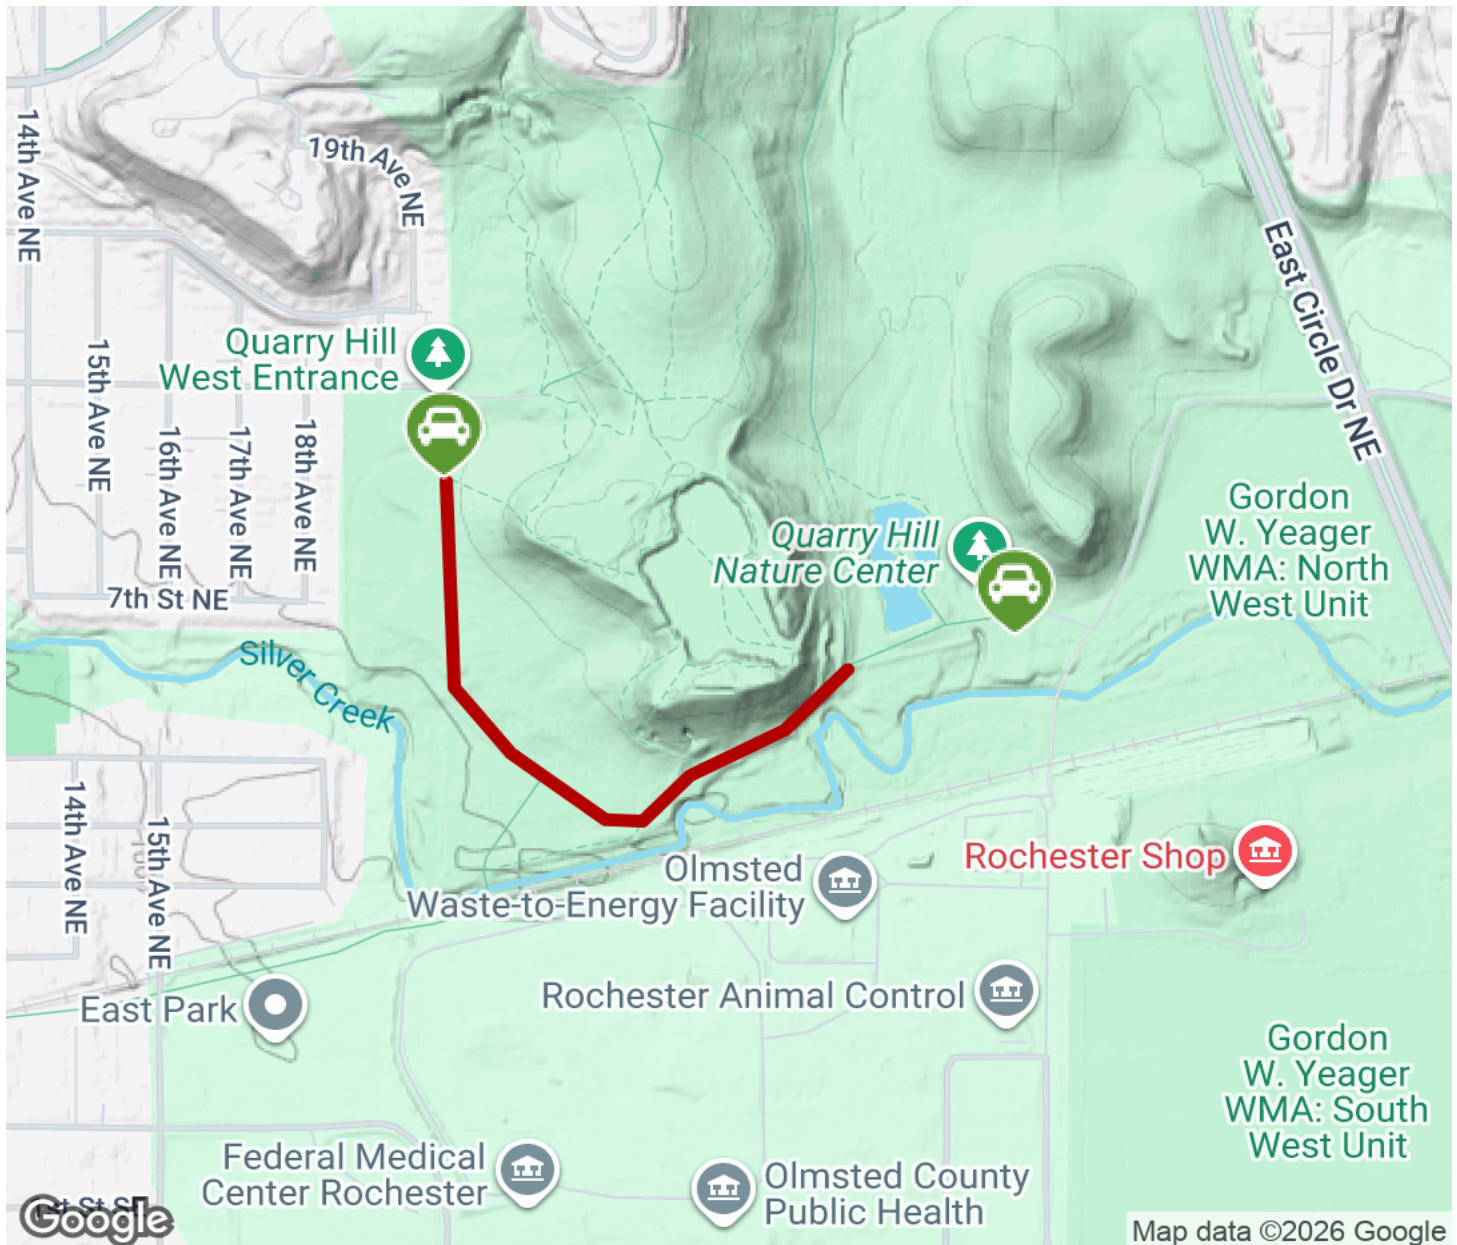 14th Ave NE
19th Ave NE
East Circle Dr NE
Quarry Hill
West Entrance
15th Ave NE
16th Ave NE
17th Ave NE
18th Ave NE
7th St NE
Quarry Hill
Nature Center
Gordon
W. Yeager
WMA: North
West Unit
Silver Creek
14th Ave NE
15th Ave NE
Olmsted
Waste-to-Energy Facility
Rochester Shop
East Park
Rochester Animal Control
Gordon
W. Yeager
WMA: South
West Unit
Federal Medical
Center Rochester
Olmsted County
Public Health
Google
Map data ©2026 Google